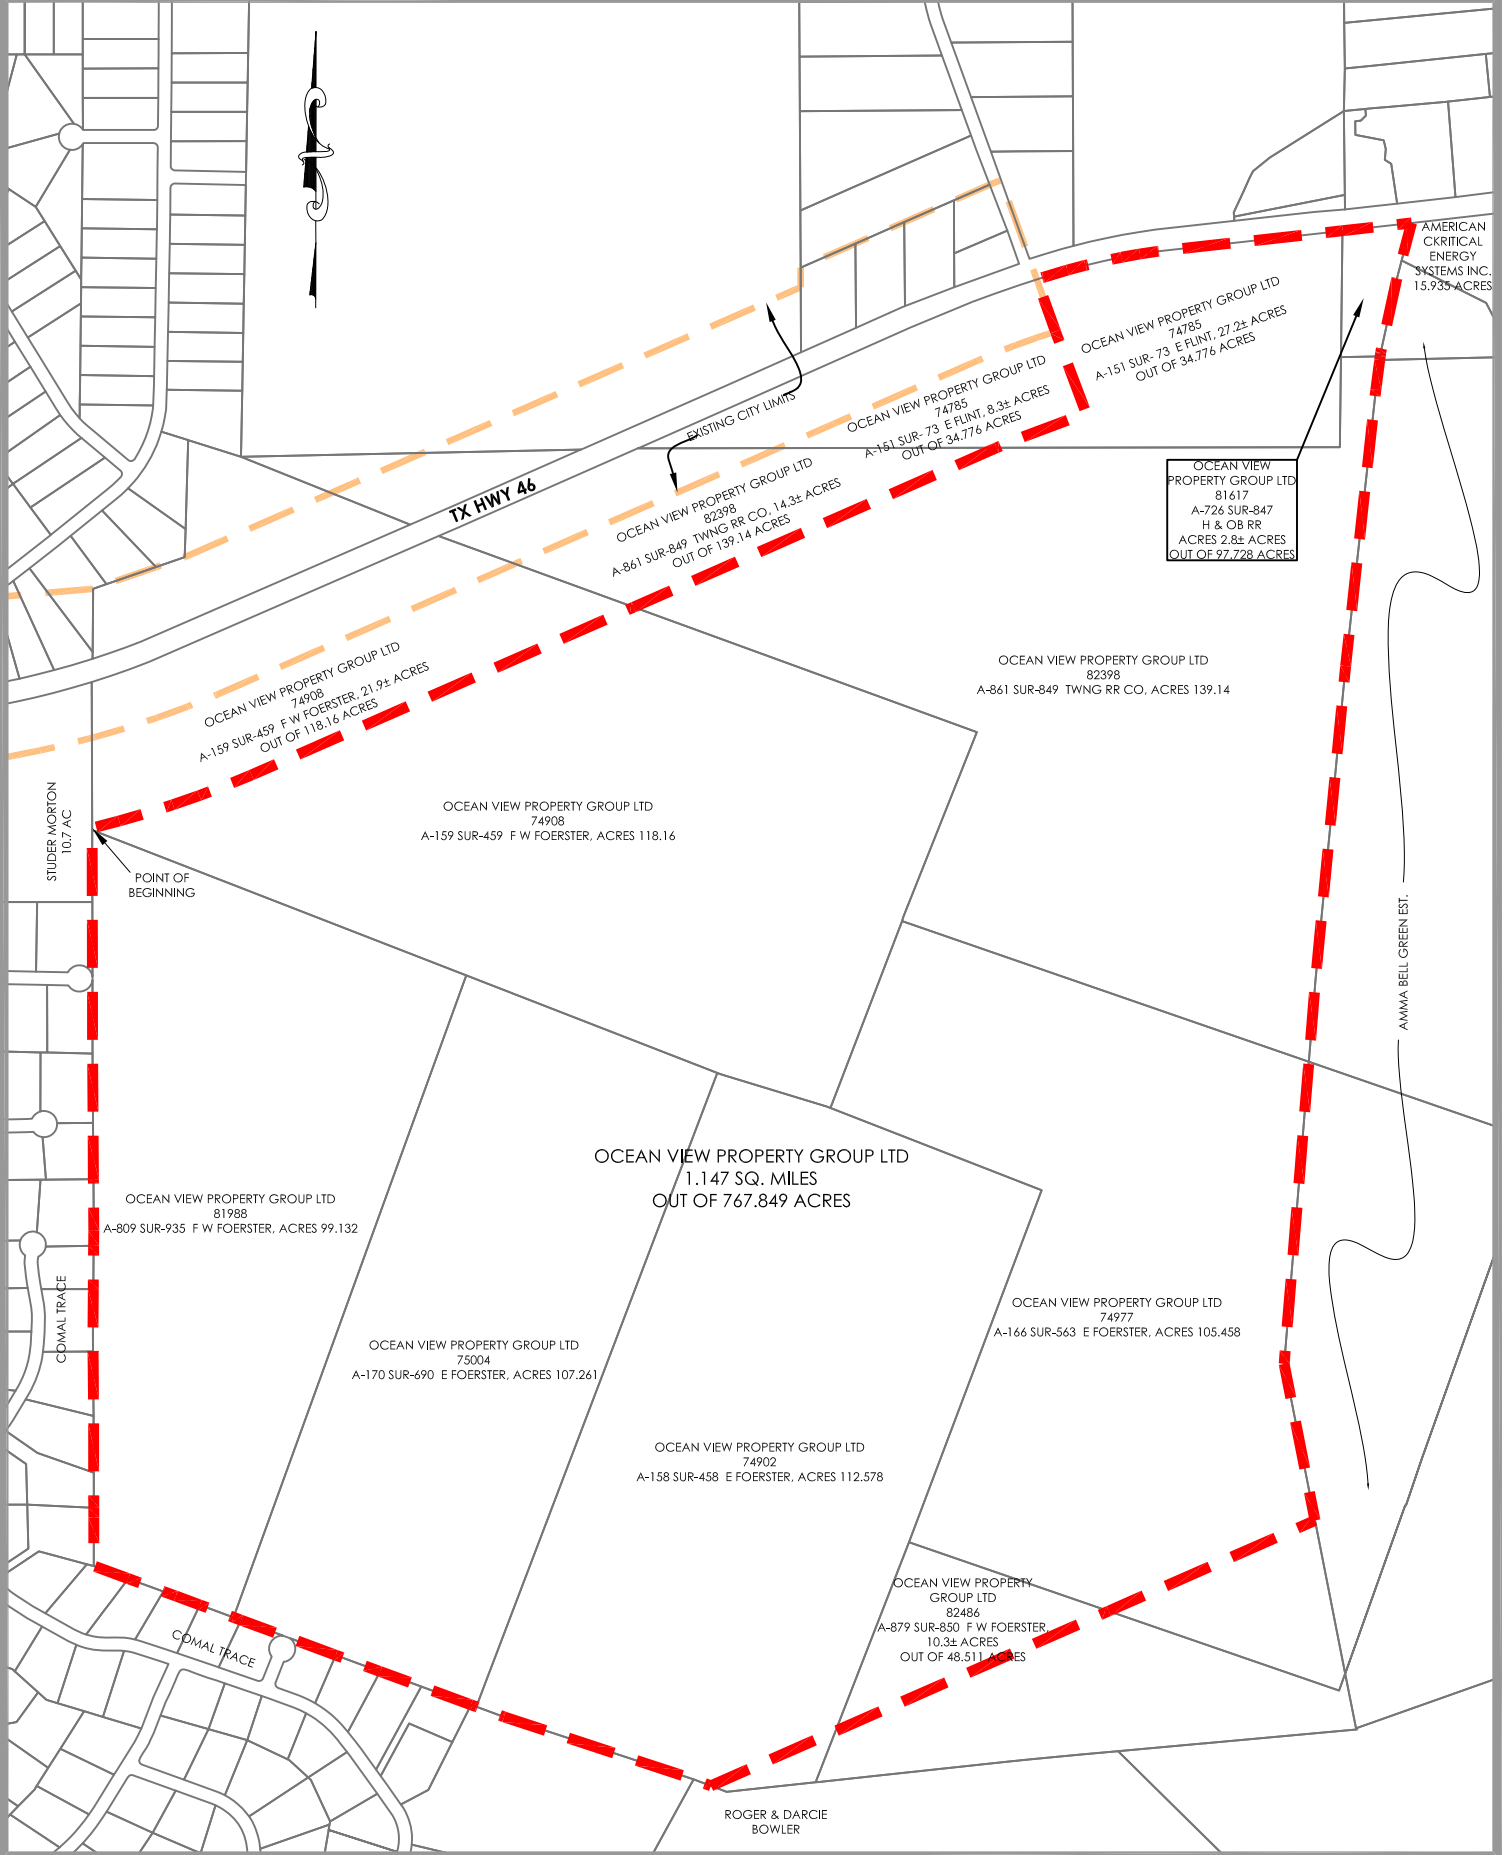 AMERICAN
CKRITICAL
ENERGY
SYSTEMS INC.
15.935 ACRES
OCEAN VIEW PROPERTY GROUP LTD
74785
A-151 SUR- 73 E FLINT, 27.2± ACRES
OUT OF 34.776 ACRES
OCEAN VIEW PROPERTY GROUP LTD
74785
A-151 SUR- 73 E FLINT, 8.3± ACRES
OUT OF 34.776 ACRES
EXISTING CITY LIMITS
TX HWY 46
OCEAN VIEW PROPERTY GROUP LTD
82398
A-861 SUR-849 TWNG RR CO, 14.3± ACRES
OUT OF 139.14 ACRES
OCEAN VIEW
PROPERTY GROUP LTD
81617
A-726 SUR-847
H & OB RR
ACRES 2.8± ACRES
OUT OF 97.728 ACRES
OCEAN VIEW PROPERTY GROUP LTD
74908
A-159 SUR-459 F W FOERSTER, 21.9± ACRES
OUT OF 118.16 ACRES
OCEAN VIEW PROPERTY GROUP LTD
82398
A-861 SUR-849 TWNG RR CO, ACRES 139.14
STUDER MORTON
10.7 AC
OCEAN VIEW PROPERTY GROUP LTD
74908
A-159 SUR-459 F W FOERSTER, ACRES 118.16
POINT OF
BEGINNING
AMMA BELL GREEN EST.
OCEAN VIEW PROPERTY GROUP LTD
1.147 SQ. MILES
OUT OF 767.849 ACRES
OCEAN VIEW PROPERTY GROUP LTD
81988
A-809 SUR-935 F W FOERSTER, ACRES 99.132
COMAL TRACE
OCEAN VIEW PROPERTY GROUP LTD
74977
A-166 SUR-563 E FOERSTER, ACRES 105.458
OCEAN VIEW PROPERTY GROUP LTD
75004
A-170 SUR-690 E FOERSTER, ACRES 107.261
OCEAN VIEW PROPERTY GROUP LTD
74902
A-158 SUR-458 E FOERSTER, ACRES 112.578
OCEAN VIEW PROPERTY
GROUP LTD
82486
A-879 SUR-850 F W FOERSTER,
10.3± ACRES
OUT OF 48.511 ACRES
COMAL TRACE
ROGER & DARCIE
BOWLER